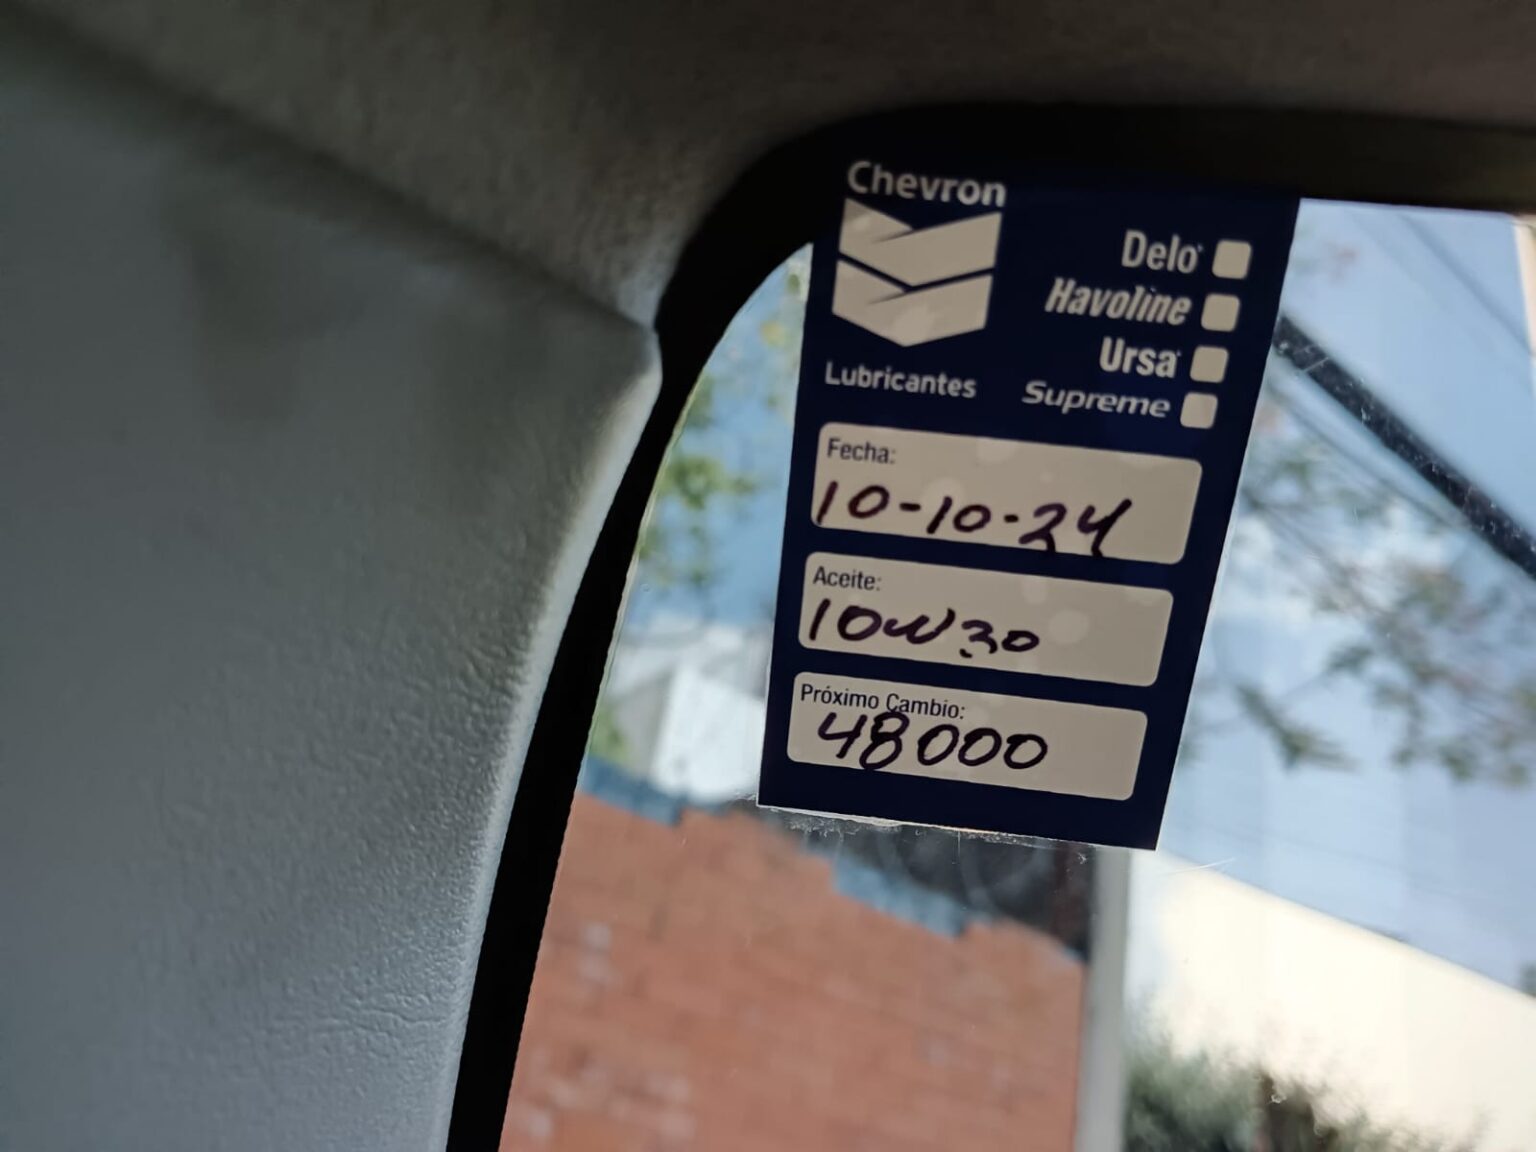 Chevron
Delo
Havoline
Ursa
Supreme
Lubricantes
Fecha:
10-10-24
Aceite:
10W30
Próximo Cambio:
48000